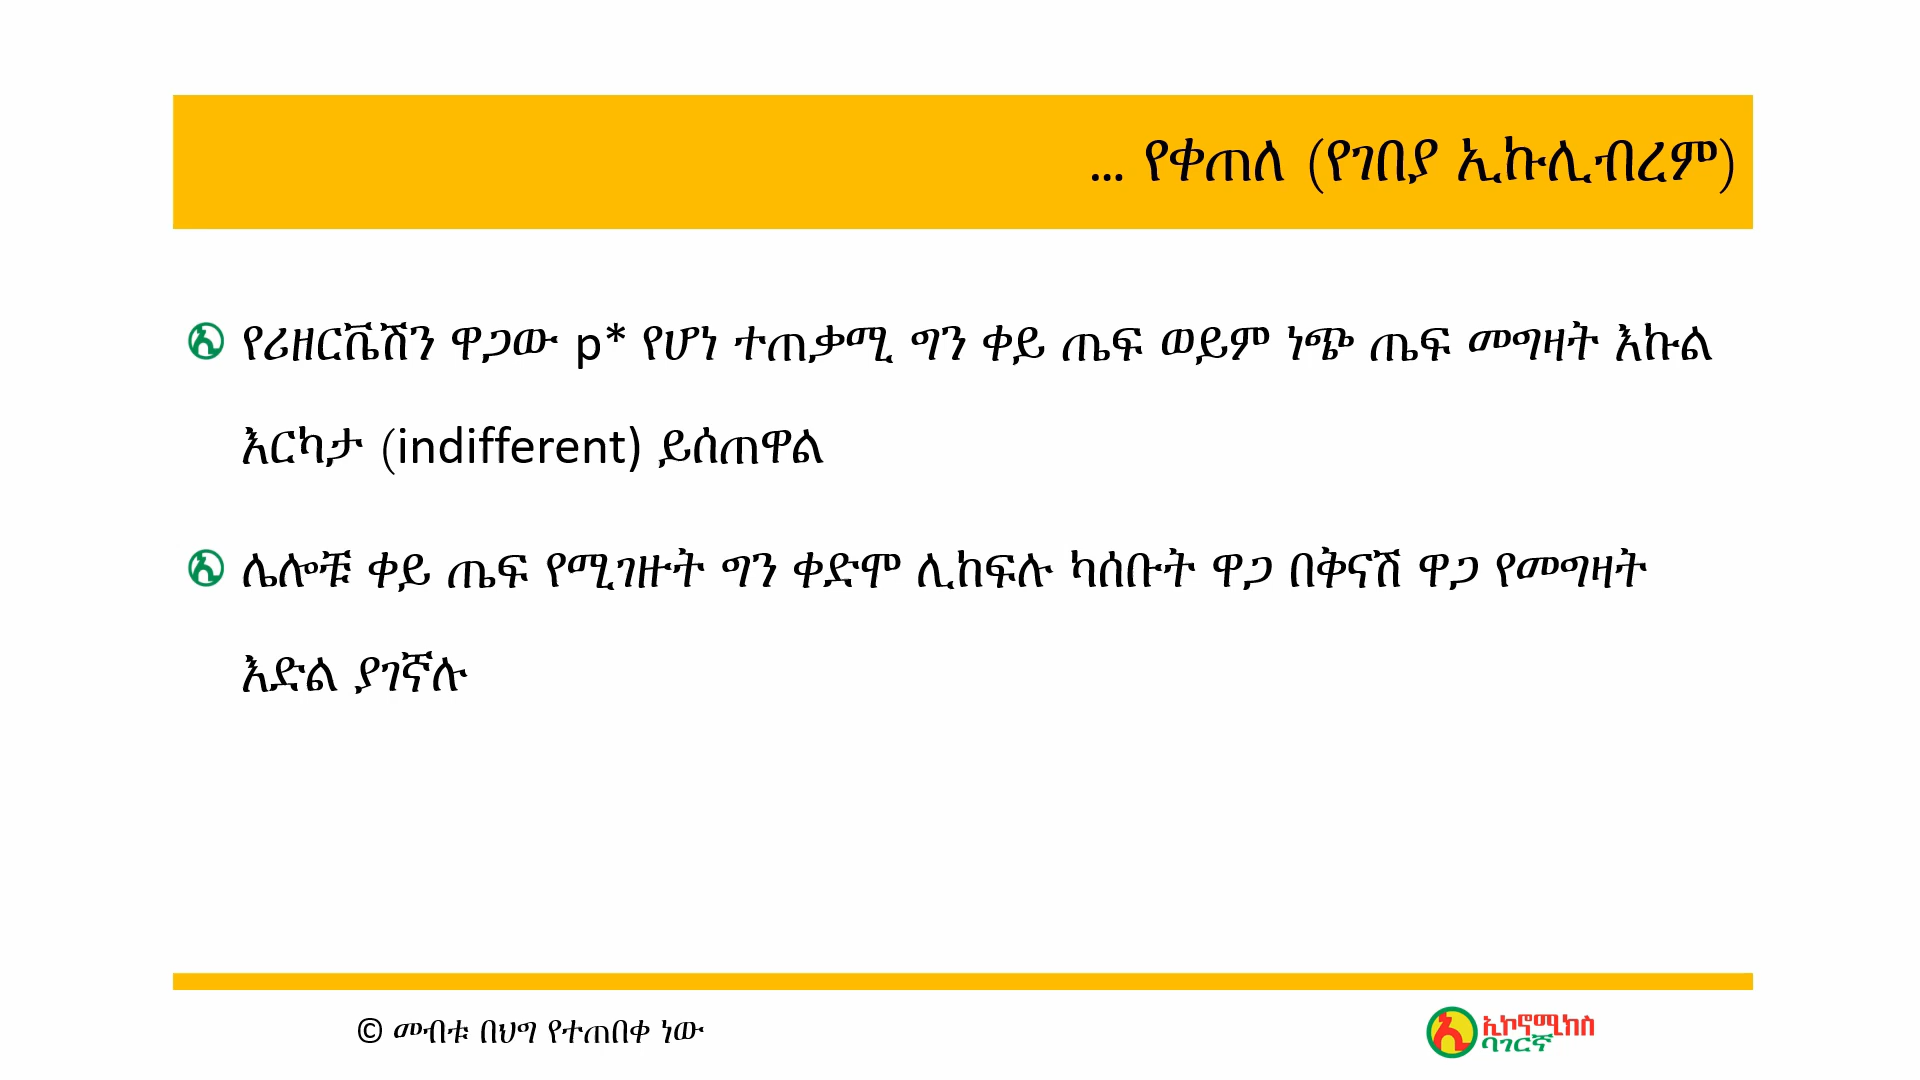 ... የቀጠለ (የገበያ ኢኩሊብረም)
የሪዘርቬሽን ዋጋው p* የሆነ ተጠቃሚ ግን ቀይ ጤፍ ወይም ነጭ ጤፍ መግዛት እኩል
እርካታ (indifferent) ይሰጠዋል
ሌሎቹ ቀይ ጤፍ የሚገዙት ግን ቀድሞ ሊከፍሉ ካሰቡት ዋጋ በቅናሽ ዋጋ የመግዛት
እድል ያገኛሉ
© መብቱ በህግ የተጠበቀ ነው
ኢኮኖሚክስ
ባገርኛ